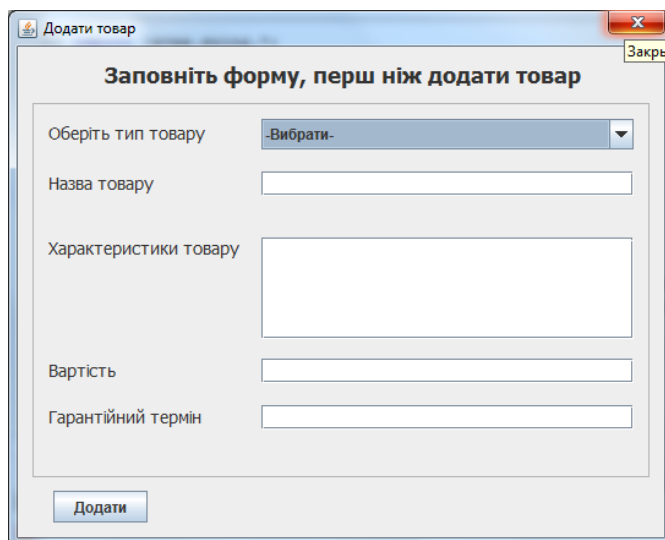 Додати товар
Закры
Заповніть форму, перш ніж додати товар
Оберіть тип товару
-Вибрати-
Назва товару
Характеристики товару
Вартість
Гарантійний термін
Додати